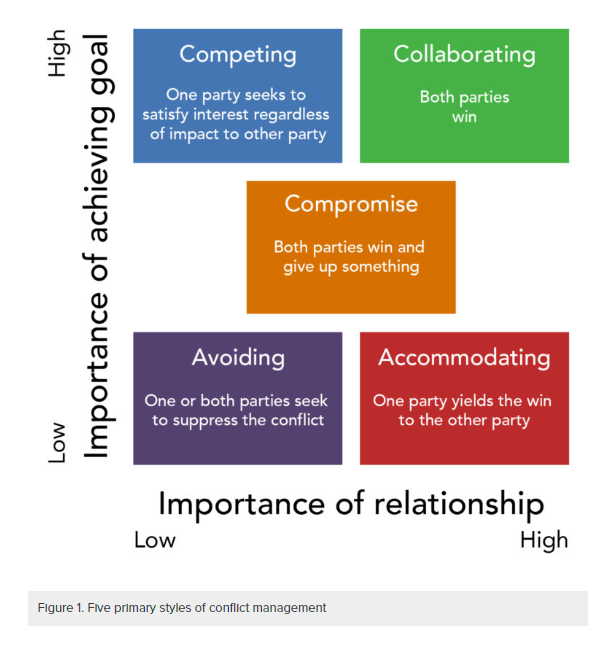 High
Importance of achieving goal
Low
Competing
One party seeks to
satisfy interest regardless
of impact to other party
Collaborating
Both parties
win
Compromise
Both parties win and
give up something
Avoiding
One or both parties seek
to suppress the conflict
Accommodating
One party yields the win
to the other party
Importance of relationship
Low
High
Figure 1. Five primary styles of conflict management